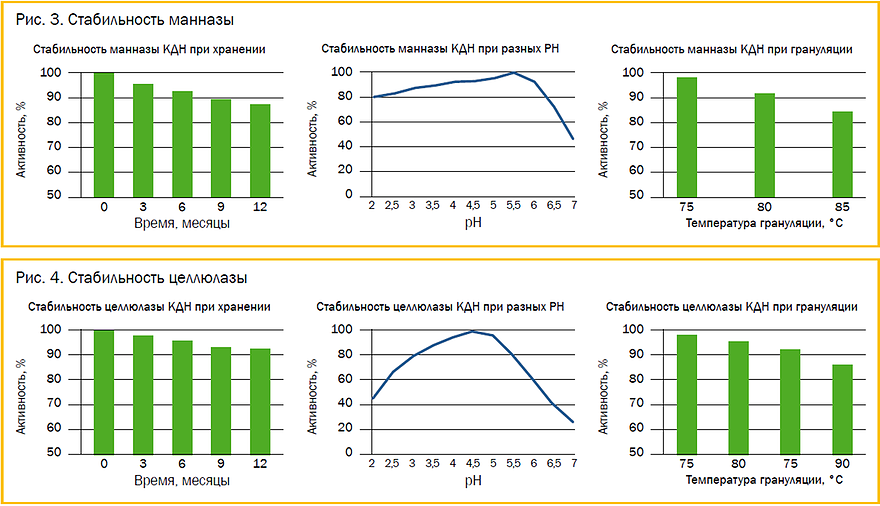 Рис. 3. Стабильность манназы
Стабильность манназы КДН при хранении
Активность, %
100
90
80
70
60
50
0 3 6 9 12
Время, месяцы
Стабильность манназы КДН при разных РН
Активность, %
100
80
60
40
20
0
2 2,5 3 3,5 4 4,5 5 5,5 6 6,5 7
pH
Стабильность манназы КДН при грануляции
Активность, %
100
90
80
70
60
50
75 80 85
Температура грануляции, °С
Рис. 4. Стабильность целлюлазы
Стабильность целлюлазы КДН при хранении
Активность, %
100
90
80
70
60
50
0 3 6 9 12
Время, месяцы
Стабильность целлюлазы КДН при разных РН
Активность, %
100
80
60
40
20
0
2 2,5 3 3,5 4 4,5 5 5,5 6 6,5 7
pH
Стабильность целлюлазы КДН при грануляции
Активность, %
100
90
80
70
60
50
75 80 75 90
Температура грануляции, °С